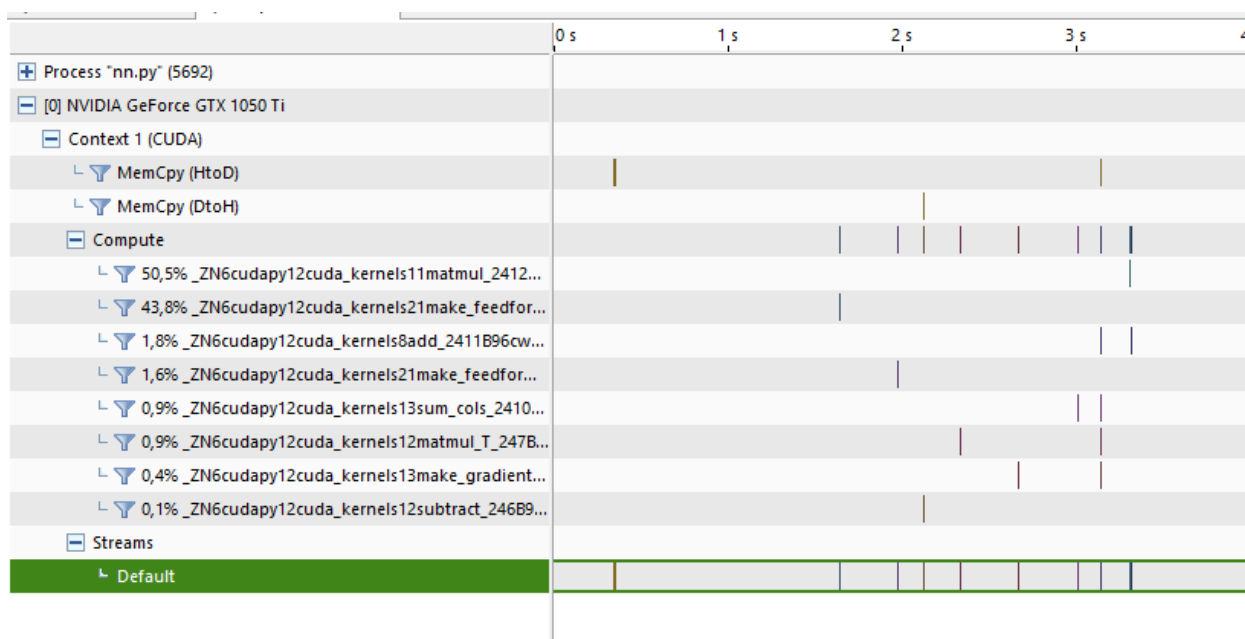 0 s 1 s 2 s 3 s 4
Process "nn.py" (5692)
[0] NVIDIA GeForce GTX 1050 Ti
Context 1 (CUDA)
MemCpy (HtoD)
MemCpy (DtoH)
Compute
50,5% _ZN6cudapy12cuda_kernels11matmul_2412...
43,8% _ZN6cudapy12cuda_kernels21make_feedfor...
1,8% _ZN6cudapy12cuda_kernels8add_2411B96cw...
1,6% _ZN6cudapy12cuda_kernels21make_feedfor...
0,9% _ZN6cudapy12cuda_kernels13sum_cols_2410...
0,9% _ZN6cudapy12cuda_kernels12matmul_T_247B...
0,4% _ZN6cudapy12cuda_kernels13make_gradient...
0,1% _ZN6cudapy12cuda_kernels12subtract_246B9...
Streams
Default